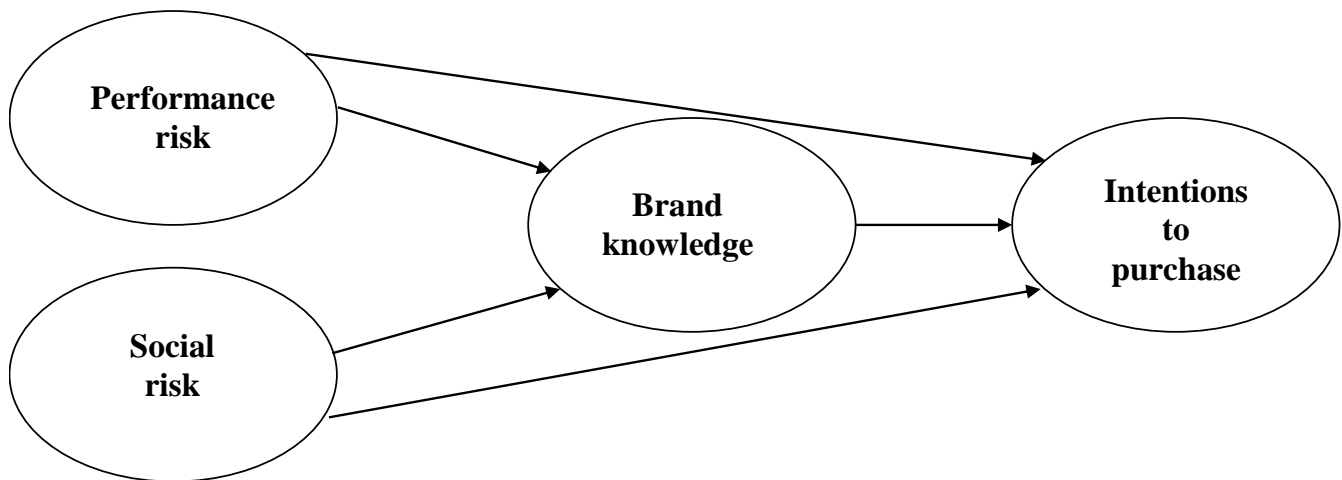 Performance
risk
Brand
knowledge
Intentions
to
purchase
Social
risk